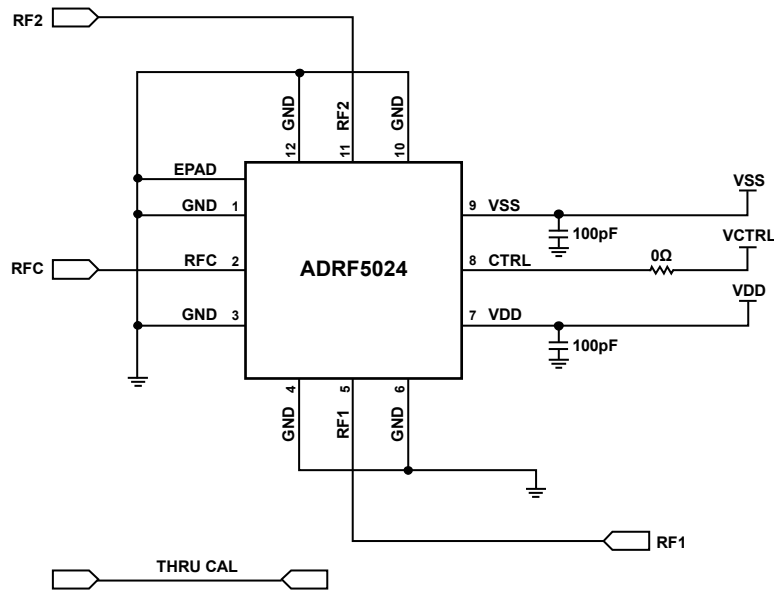 RF2
GND
RF2
GND
12
11
10
EPAD
GND 1
9 VSS
VSS
100pF
VCTRL
RFC
RFC 2
ADRF5024
8 CTRL
0Ω
VDD
GND 3
7 VDD
100pF
4
5
6
GND
RF1
GND
RF1
THRU CAL